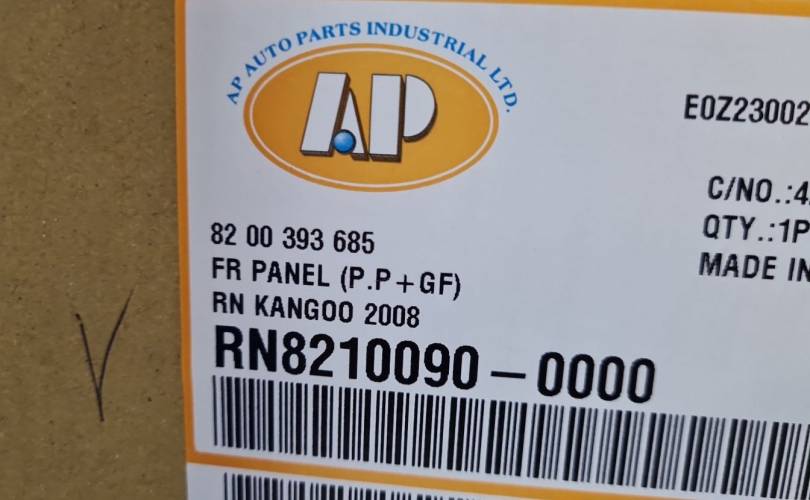 AP AUTO PARTS INDUSTRIAL LTD.
AP
E0Z23002
C/NO.:4
QTY.:1P
MADE IN
82 00 393 685
FR PANEL (P.P+GF)
RN KANGOO 2008
RN8210090-0000